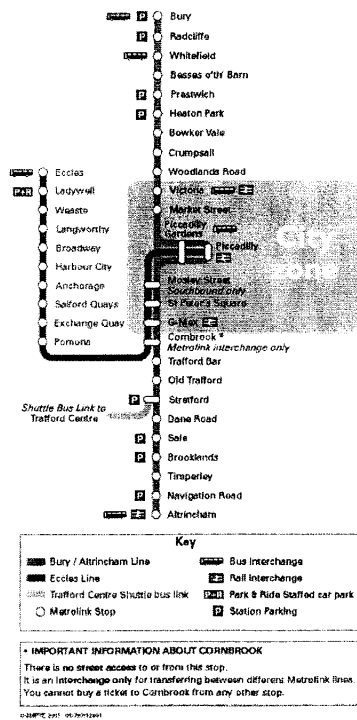 Bury
Radcliffe
Whitefield
Besses o'th' Barn
Prestwich
Heaton Park
Bowker Vale
Crumpsall
Woodlands Road
Victoria
Market Street
Piccadilly
Gardens
Piccadilly
City
zone
Mosley Street
Southbound only
St Peter's Square
G-Mex
Cornbrook *
Metrolink interchange only
Trafford Bar
Old Trafford
Stretford
Dane Road
Sale
Brooklands
Timperley
Navigation Road
Altrincham
Eccles
Ladywell
Weaste
Langworthy
Broadway
Harbour City
Anchorage
Salford Quays
Exchange Quay
Pomona
Shuttle Bus Link to
Trafford Centre
P
P
P
P
P
P
P
P
P+R
Key
Bury / Altrincham Line
Eccles Line
Trafford Centre Shuttle bus link
Metrolink Stop
Bus Interchange
Rail Interchange
P+R Park & Ride Staffed car park
P Station Parking
* IMPORTANT INFORMATION ABOUT CORNBROOK
There is no street access to or from this stop.
It is an Interchange only for transferring between different Metrolink lines.
You cannot buy a ticket to Cornbrook from any other stop.